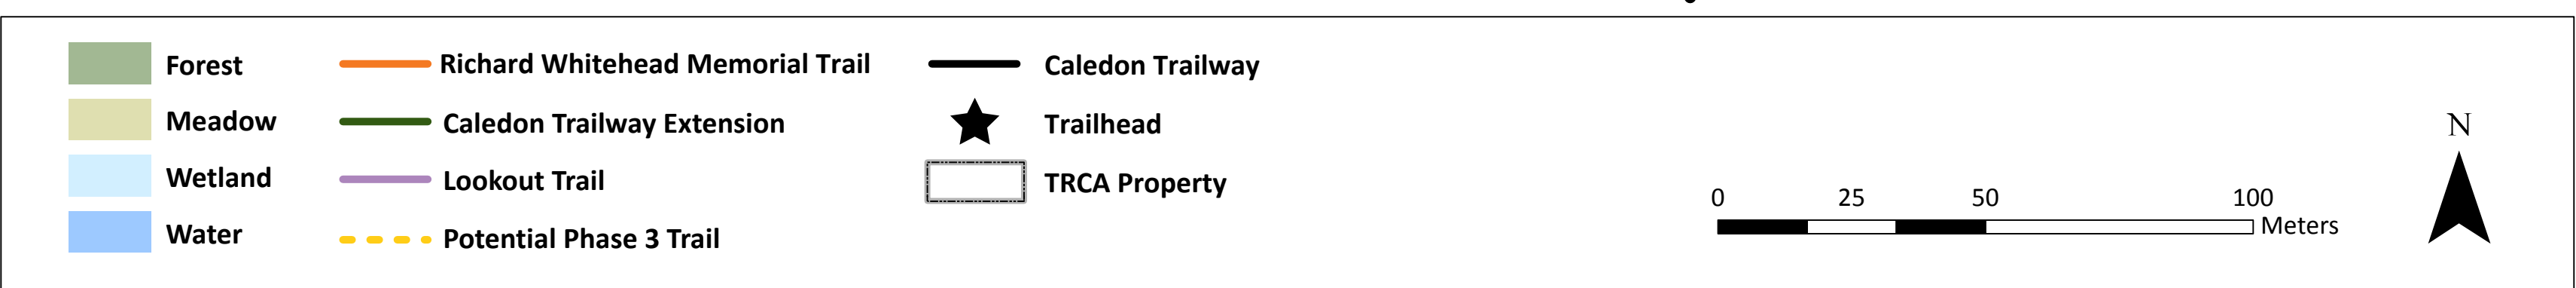 Forest
Meadow
Wetland
Water
Richard Whitehead Memorial Trail
Caledon Trailway Extension
Lookout Trail
Potential Phase 3 Trail
Caledon Trailway
Trailhead
TRCA Property
0 25 50 100
Meters
N